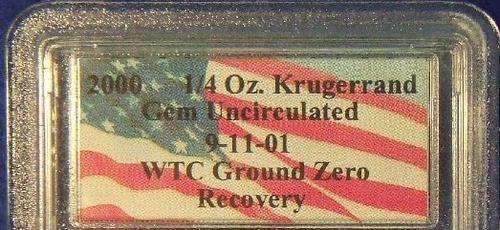 2000 1/4 Oz. Krugerrand
Gem Uncirculated
9-11-01
WTC Ground Zero
Recovery